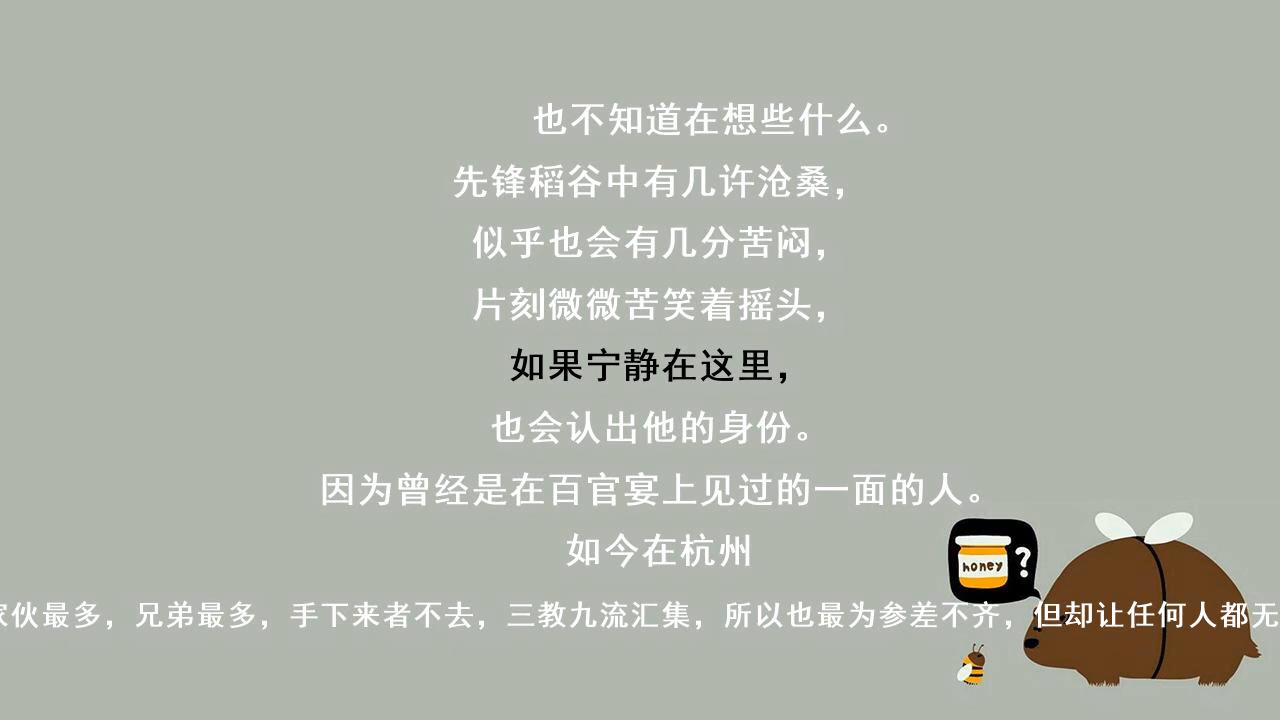 也不知道在想些什么。
先锋稻谷中有几许沧桑，
似乎也会有几分苦闷，
片刻微微苦笑着摇头，
如果宁静在这里，
也会认出他的身份。
因为曾经是在百官宴上见过的一面的人。
honey ?
如今在杭州
家伙最多，兄弟最多，手下来者不去，三教九流汇集，所以也最为参差不齐，但却让任何人都无